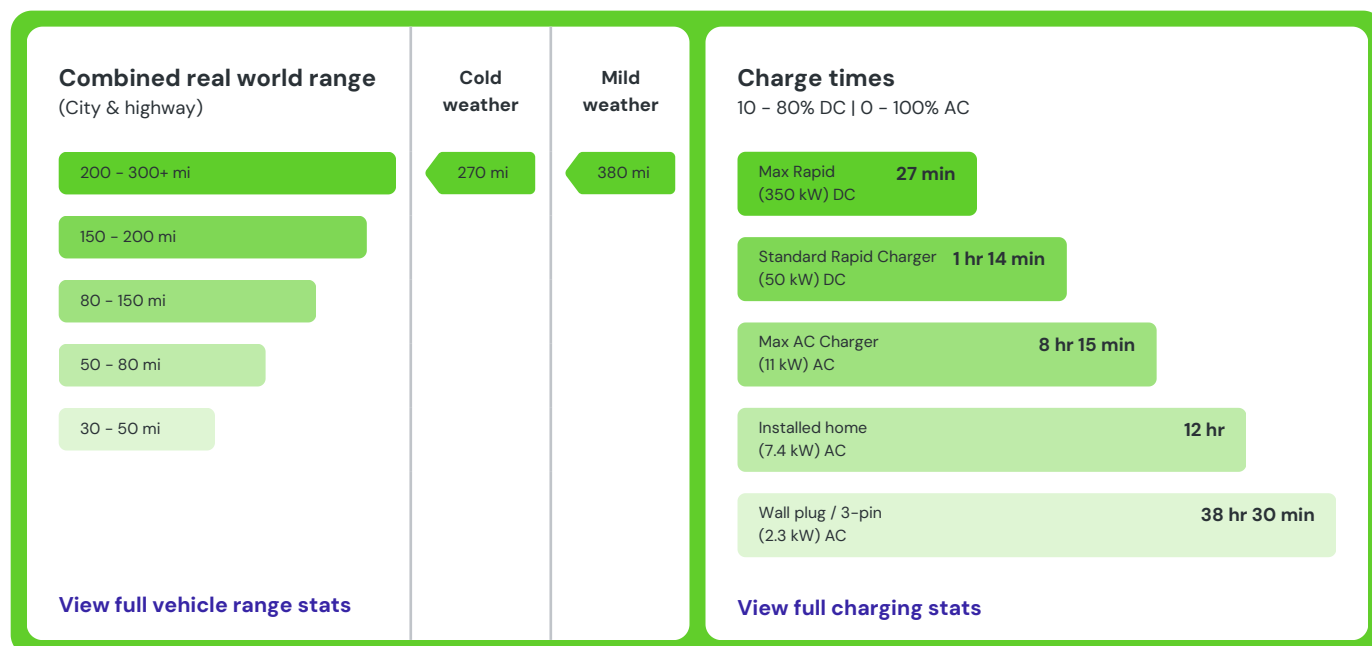 Combined real world range
(City & highway)
Cold
weather
Mild
weather
200 - 300+ mi
270 mi
380 mi
150 - 200 mi
80 - 150 mi
50 - 80 mi
30 - 50 mi
View full vehicle range stats
Charge times
10 - 80% DC | 0 - 100% AC
Max Rapid
(350 kW) DC
27 min
Standard Rapid Charger
(50 kW) DC
1 hr 14 min
Max AC Charger
(11 kW) AC
8 hr 15 min
Installed home
(7.4 kW) AC
12 hr
Wall plug / 3-pin
(2.3 kW) AC
38 hr 30 min
View full charging stats